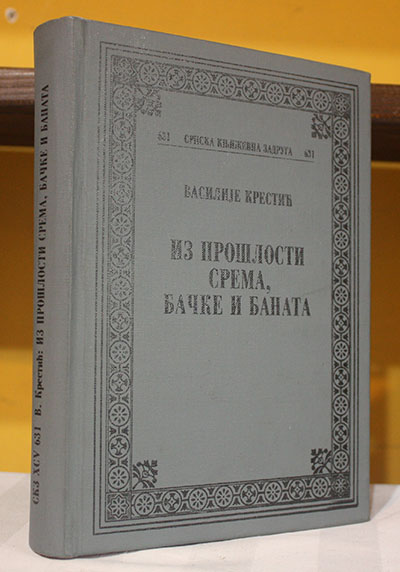 631 СРПСКА КЊИЖЕВНА ЗАДРУГА 631
ВАСИЛИЈЕ КРЕСТИЋ
ИЗ ПРОШЛОСТИ
СРЕМА,
БАЧКЕ И БАНАТА
СКЗ XCV 631 В. Крестић: ИЗ ПРОШЛОСТИ СРЕМА, БАЧКЕ И БАНАТА